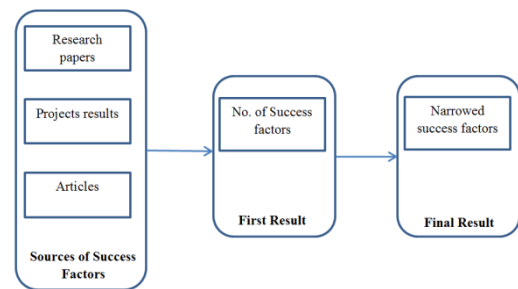 Research
papers
Projects results
Articles
Sources of Success
Factors
No. of Success
factors
First Result
Narrowed
success factors
Final Result